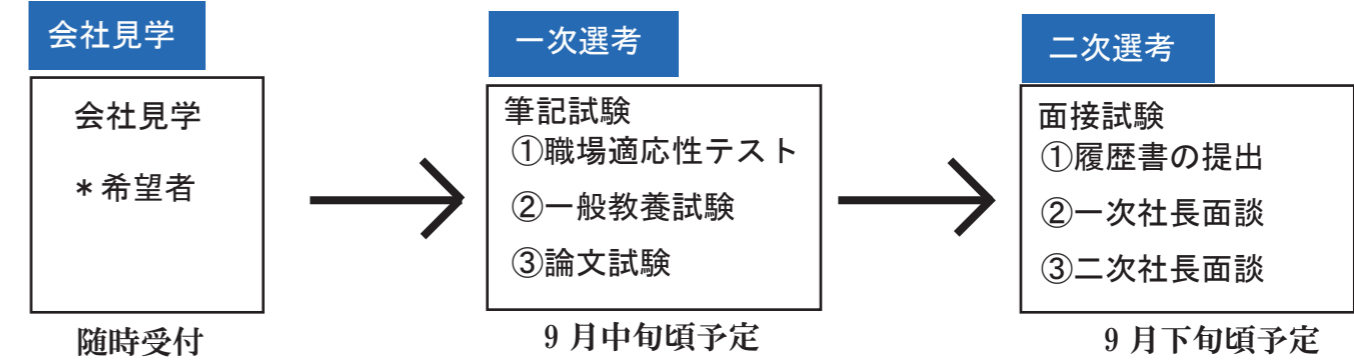 会社見学
会社見学
*希望者
随時受付
一次選考
筆記試験
①職場適応性テスト
②一般教養試験
③論文試験
9月中旬頃予定
二次選考
面接試験
①履歴書の提出
②一次社長面談
③二次社長面談
9月下旬頃予定